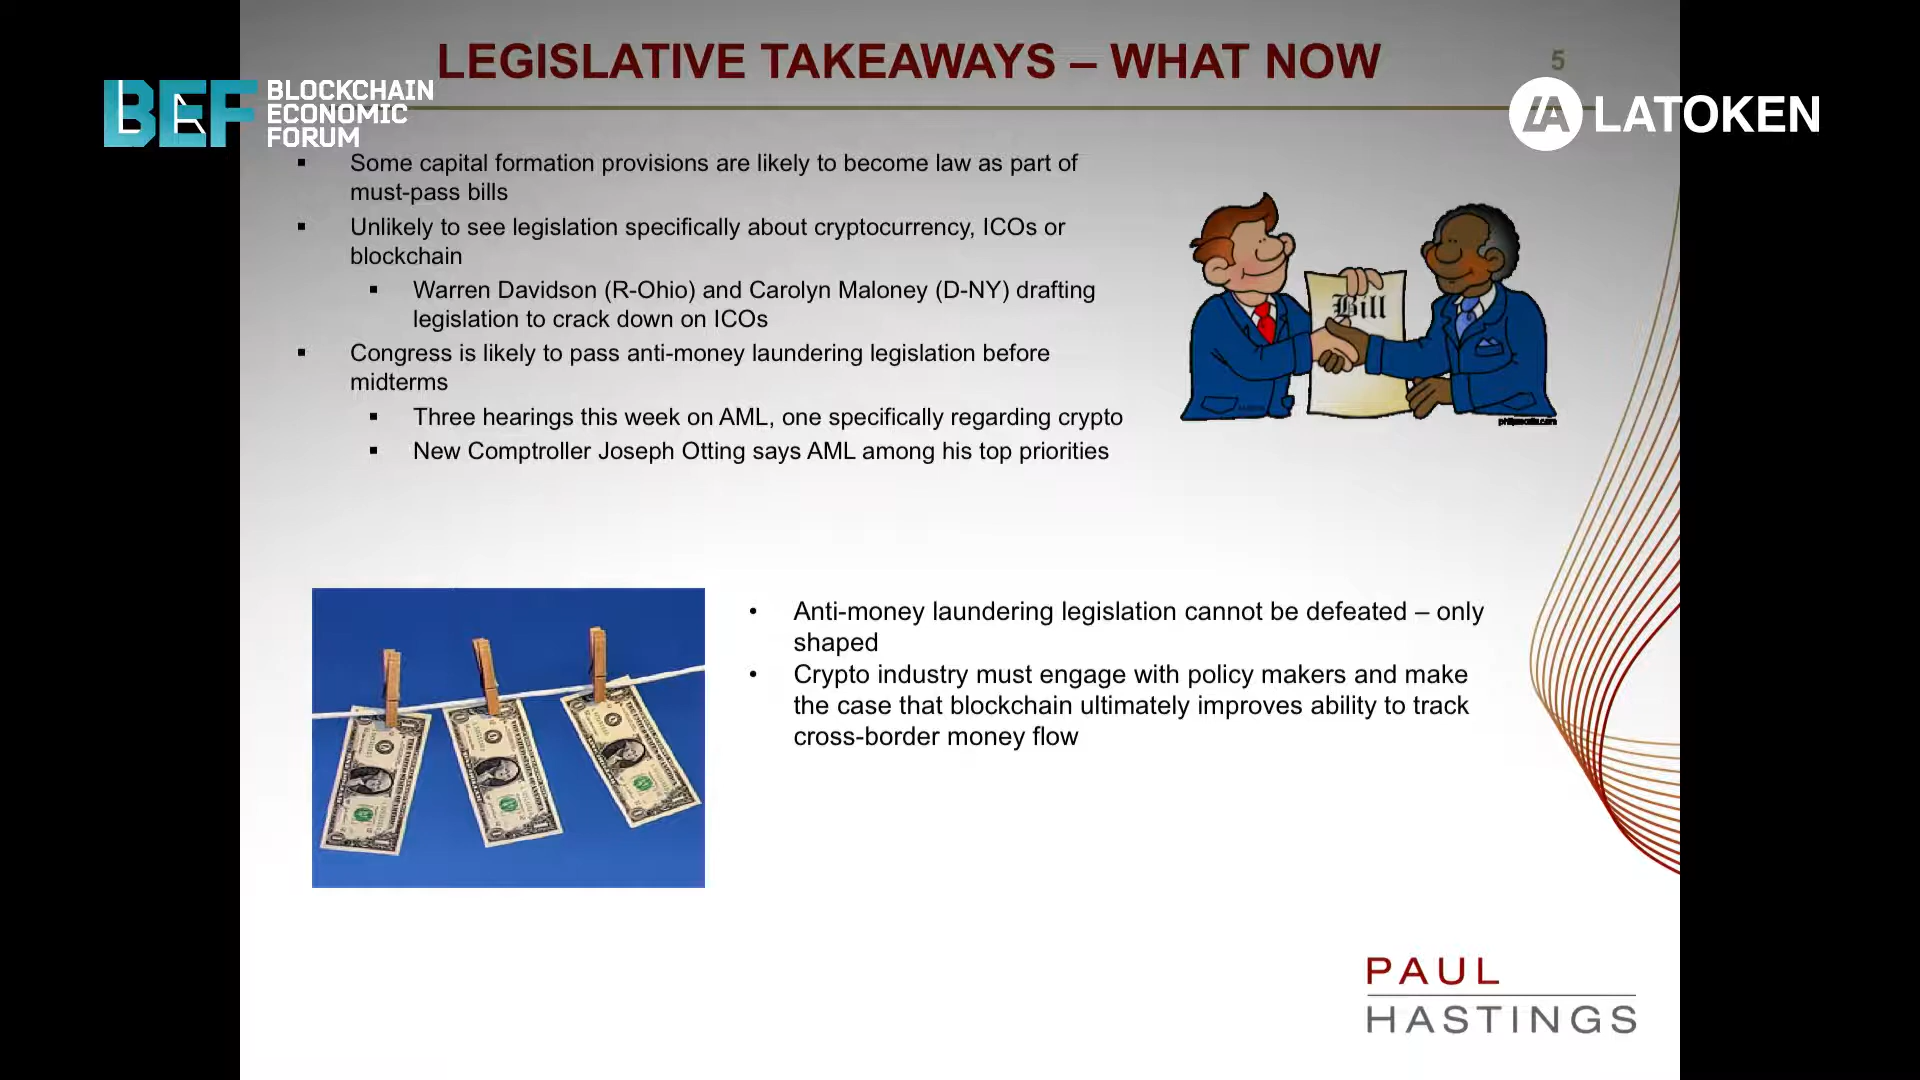 LEGISLATIVE TAKEAWAYS – WHAT NOW
5
BEF
BLOCKCHAIN
ECONOMIC
FORUM
LATOKEN
▪ Some capital formation provisions are likely to become law as part of
must-pass bills
▪ Unlikely to see legislation specifically about cryptocurrency, ICOs or
blockchain
▪ Warren Davidson (R-Ohio) and Carolyn Maloney (D-NY) drafting
legislation to crack down on ICOs
▪ Congress is likely to pass anti-money laundering legislation before
midterms
▪ Three hearings this week on AML, one specifically regarding crypto
▪ New Comptroller Joseph Otting says AML among his top priorities
Bill
• Anti-money laundering legislation cannot be defeated – only
shaped
• Crypto industry must engage with policy makers and make
the case that blockchain ultimately improves ability to track
cross-border money flow
PAUL
HASTINGS